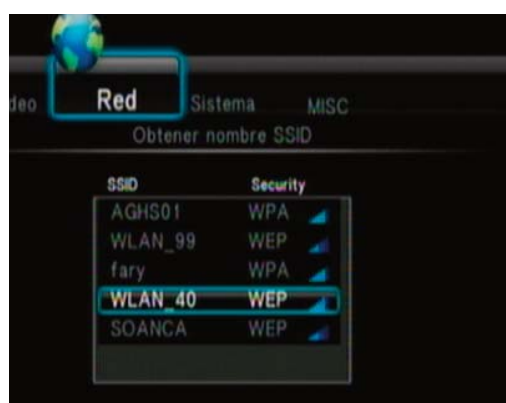 deo Red Sistema MISC
Obtener nombre SSID
SSID Security
AGHS01 WPA
WLAN_99 WEP
fary WPA
WLAN_40 WEP
SOANCA WEP